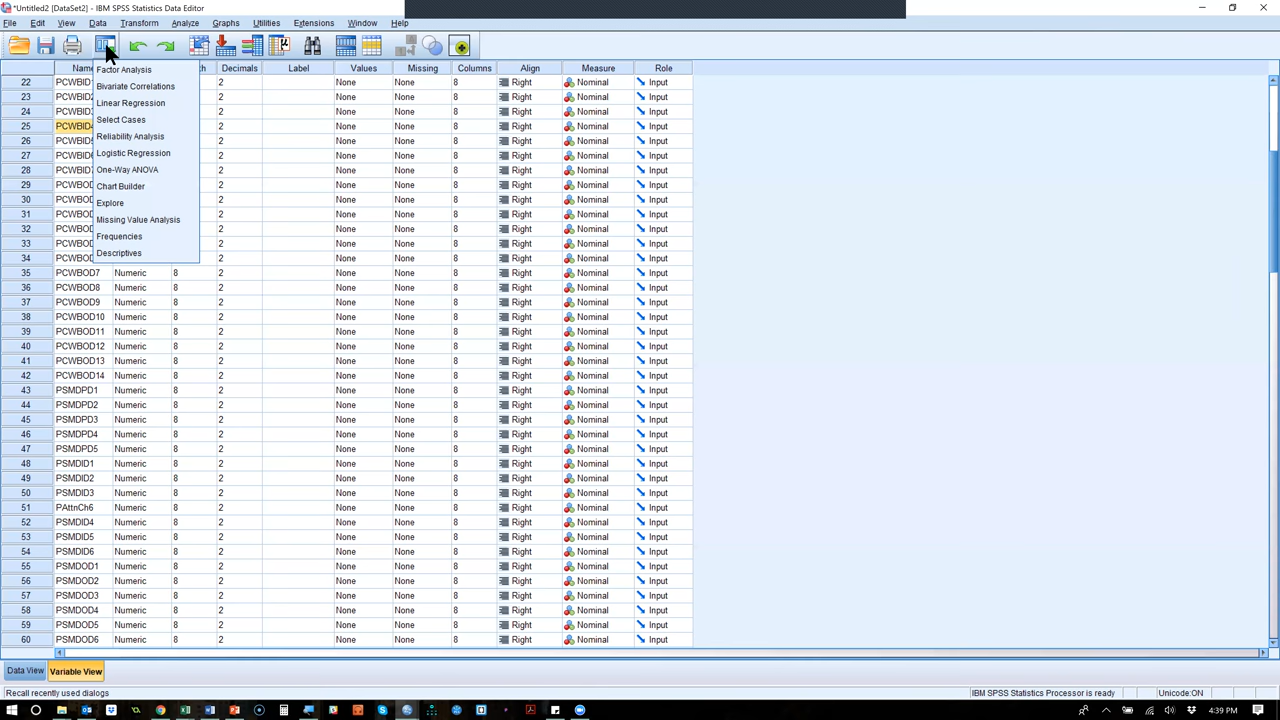 *Untitled2 [DataSet2] - IBM SPSS Statistics Data Editor
File Edit View Data Transform Analyze Graphs Utilities Extensions Window Help
Name Decimals Label Values Missing Columns Align Measure Role
22 PCWBID 2 None None 8 Right Nominal Input
23 PCWBID 2 None None 8 Right Nominal Input
24 PCWBID 2 None None 8 Right Nominal Input
25 PCWBID 2 None None 8 Right Nominal Input
26 PCWBID 2 None None 8 Right Nominal Input
27 PCWBID 2 None None 8 Right Nominal Input
28 PCWBID 2 None None 8 Right Nominal Input
29 PCWBOD 2 None None 8 Right Nominal Input
30 PCWBOD 2 None None 8 Right Nominal Input
31 PCWBOD 2 None None 8 Right Nominal Input
32 PCWBOD 2 None None 8 Right Nominal Input
33 PCWBOD 2 None None 8 Right Nominal Input
34 PCWBOD 2 None None 8 Right Nominal Input
Factor Analysis
Bivariate Correlations
Linear Regression
Select Cases
Reliability Analysis
Logistic Regression
One-Way ANOVA
Chart Builder
Explore
Missing Value Analysis
Frequencies
Descriptives
35 PCWBOD7 Numeric 8 2 None None 8 Right Nominal Input
36 PCWBOD8 Numeric 8 2 None None 8 Right Nominal Input
37 PCWBOD9 Numeric 8 2 None None 8 Right Nominal Input
38 PCWBOD10 Numeric 8 2 None None 8 Right Nominal Input
39 PCWBOD11 Numeric 8 2 None None 8 Right Nominal Input
40 PCWBOD12 Numeric 8 2 None None 8 Right Nominal Input
41 PCWBOD13 Numeric 8 2 None None 8 Right Nominal Input
42 PCWBOD14 Numeric 8 2 None None 8 Right Nominal Input
43 PSMDPD1 Numeric 8 2 None None 8 Right Nominal Input
44 PSMDPD2 Numeric 8 2 None None 8 Right Nominal Input
45 PSMDPD3 Numeric 8 2 None None 8 Right Nominal Input
46 PSMDPD4 Numeric 8 2 None None 8 Right Nominal Input
47 PSMDPD5 Numeric 8 2 None None 8 Right Nominal Input
48 PSMDID1 Numeric 8 2 None None 8 Right Nominal Input
49 PSMDID2 Numeric 8 2 None None 8 Right Nominal Input
50 PSMDID3 Numeric 8 2 None None 8 Right Nominal Input
51 PAttnCh6 Numeric 8 2 None None 8 Right Nominal Input
52 PSMDID4 Numeric 8 2 None None 8 Right Nominal Input
53 PSMDID5 Numeric 8 2 None None 8 Right Nominal Input
54 PSMDID6 Numeric 8 2 None None 8 Right Nominal Input
55 PSMDOD1 Numeric 8 2 None None 8 Right Nominal Input
56 PSMDOD2 Numeric 8 2 None None 8 Right Nominal Input
57 PSMDOD3 Numeric 8 2 None None 8 Right Nominal Input
58 PSMDOD4 Numeric 8 2 None None 8 Right Nominal Input
59 PSMDOD5 Numeric 8 2 None None 8 Right Nominal Input
60 PSMDOD6 Numeric 8 2 None None 8 Right Nominal Input
Data View Variable View
Recall recently used dialogs IBM SPSS Statistics Processor is ready Unicode:ON
4:39 PM